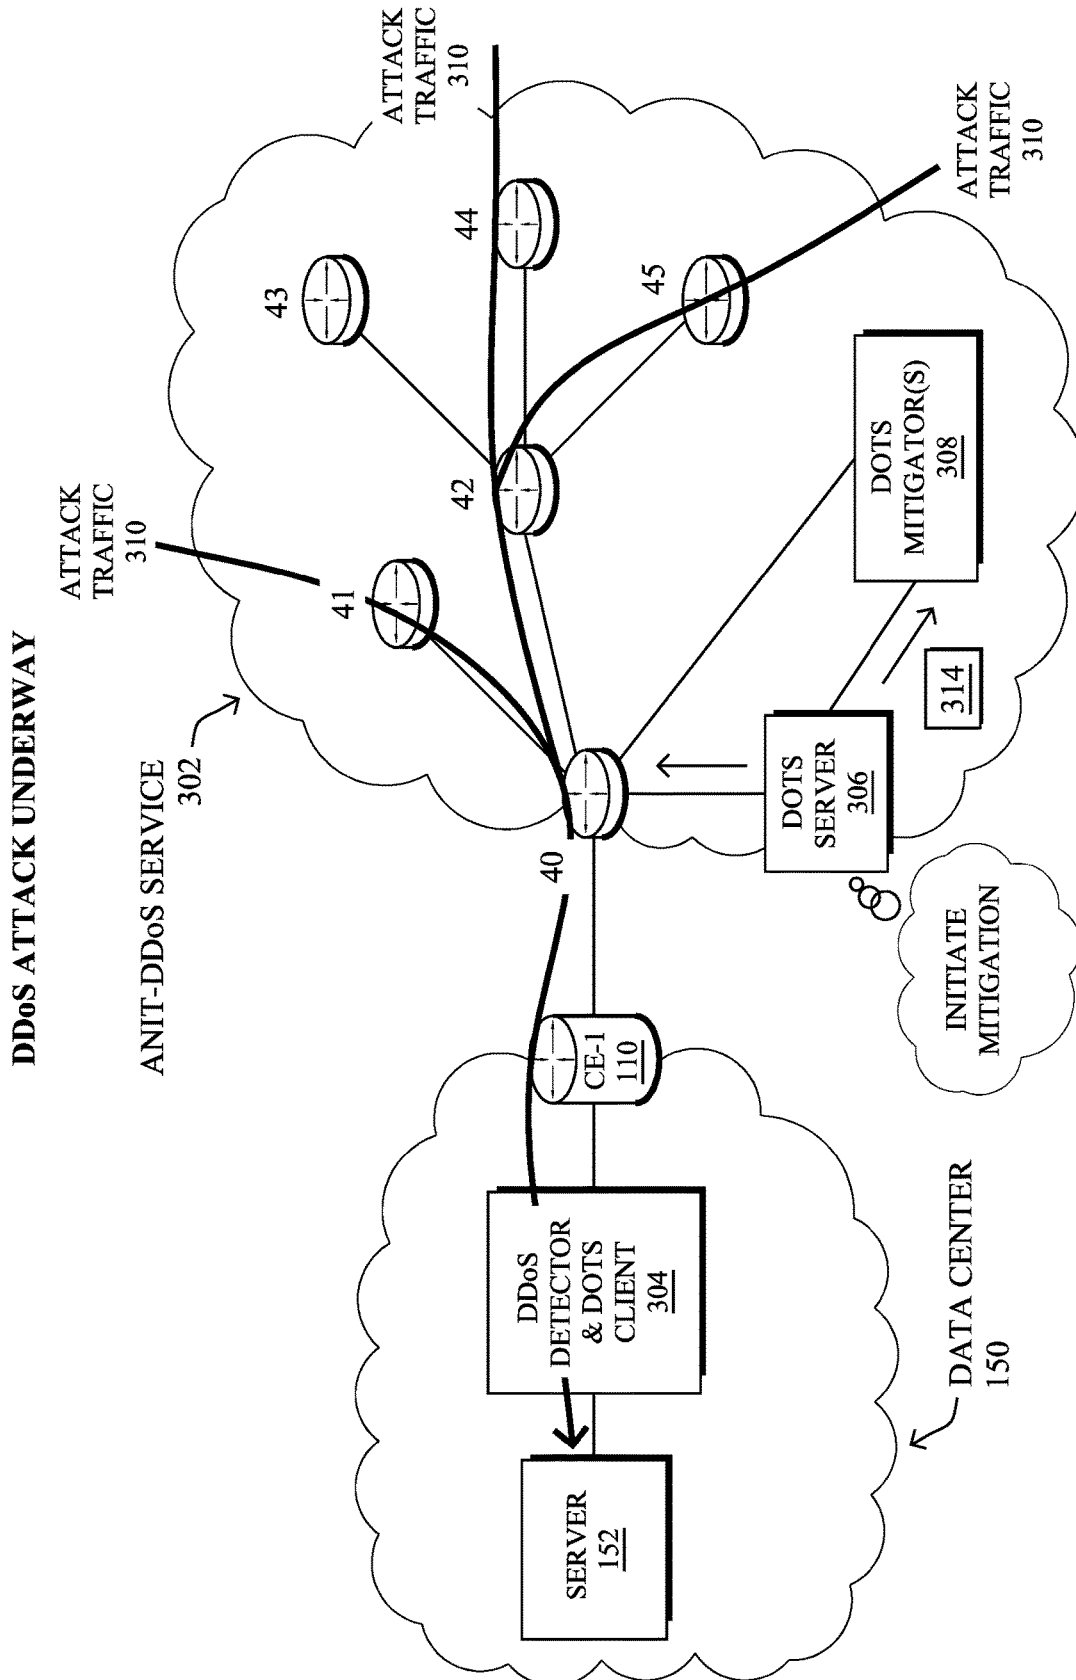 DDoS ATTACK UNDERWAY
ANIT-DDoS SERVICE
302
ATTACK
TRAFFIC
310
ATTACK
TRAFFIC
310
ATTACK
TRAFFIC
310
41
43
44
42
45
40
SERVER
152
DDoS
DETECTOR
& DOTS
CLIENT
304
CE-1
110
DOTS
SERVER
306
314
DOTS
MITIGATOR(S)
308
INITIATE
MITIGATION
DATA CENTER
150